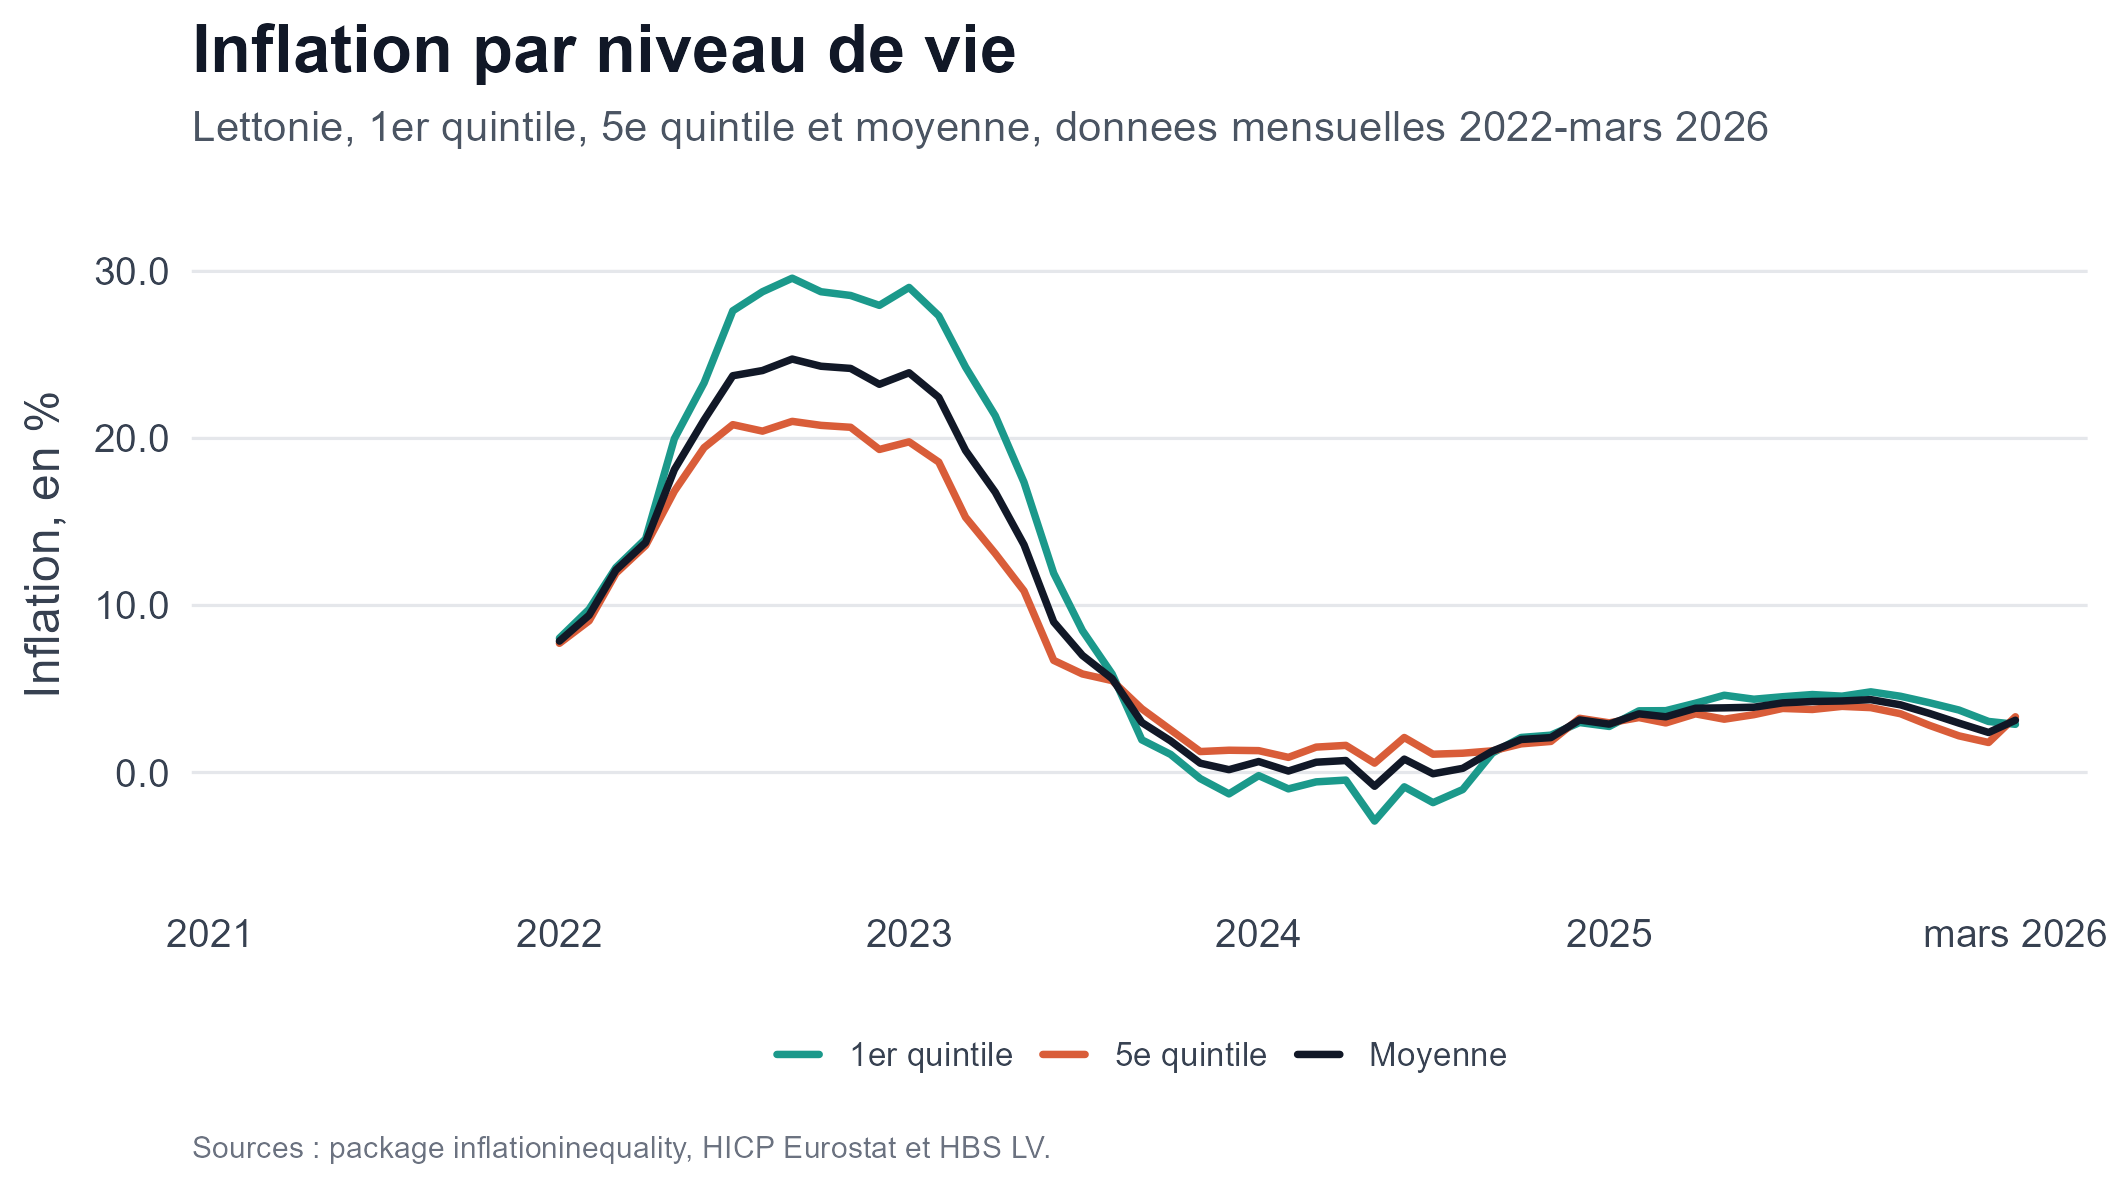 Inflation par niveau de vie
Lettonie, 1er quintile, 5e quintile et moyenne, donnees mensuelles 2022-mars 2026
Inflation, en %
30.0
20.0
10.0
0.0
2021 2022 2023 2024 2025 mars 2026
1er quintile 5e quintile Moyenne
Sources : package inflationinequality, HICP Eurostat et HBS LV.